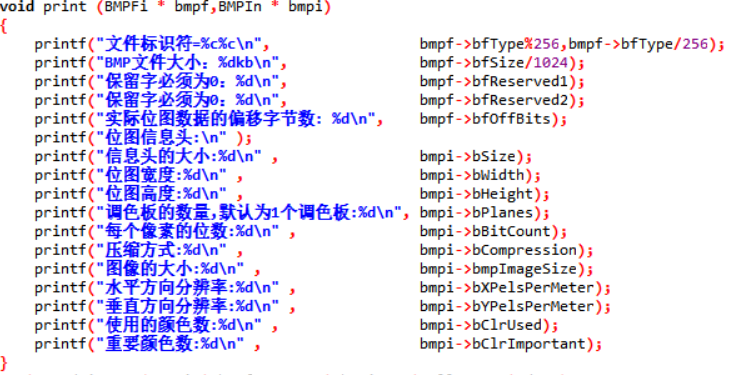 void print (BMPFi * bmpf,BMPIn * bmpi)
{
printf("文件标识符=%c%c\n", bmpf->bfType%256,bmpf->bfType/256);
printf("BMP文件大小：%dkb\n", bmpf->bfSize/1024);
printf("保留字必须为0：%d\n", bmpf->bfReserved1);
printf("保留字必须为0：%d\n", bmpf->bfReserved2);
printf("实际位图数据的偏移字节数：%d\n", bmpf->bfOffBits);
printf("位图信息头:\n" );
printf("信息头的大小:%d\n" , bmpi->bSize);
printf("位图宽度:%d\n" , bmpi->bWidth);
printf("位图高度:%d\n" , bmpi->bHeight);
printf("调色板的数量,默认为1个调色板:%d\n", bmpi->bPlanes);
printf("每个像素的位数:%d\n" , bmpi->bBitCount);
printf("压缩方式:%d\n" , bmpi->bCompression);
printf("图像的大小:%d\n" , bmpi->bmpImageSize);
printf("水平方向分辨率:%d\n" , bmpi->bXPelsPerMeter);
printf("垂直方向分辨率:%d\n" , bmpi->bYPelsPerMeter);
printf("使用的颜色数:%d\n" , bmpi->bClrUsed);
printf("重要颜色数:%d\n" , bmpi->bClrImportant);
}